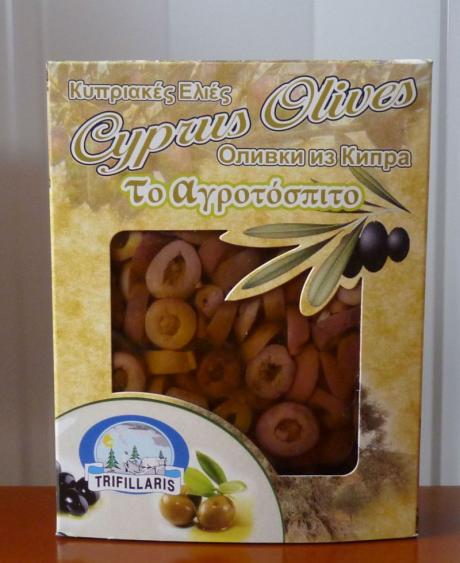 Κυπριακές Ελιές
Cyprus Olives
Оливки из Кипра
Το αγροτόσπιτο
TRIFILLARIS